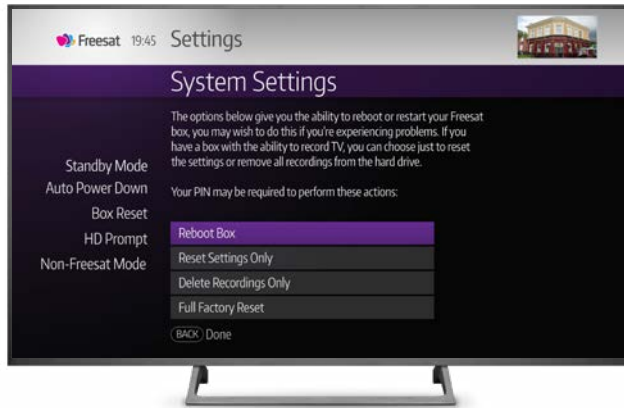 Freesat 19:45 Settings
System Settings
The options below give you the ability to reboot or restart your Freesat
box, you may wish to do this if you're experiencing problems. If you
have a box with the ability to record TV, you can choose just to reset
the settings or remove all recordings from the hard drive.
Your PIN may be required to perform these actions:
Standby Mode
Auto Power Down
Box Reset
HD Prompt
Non-Freesat Mode
Reboot Box
Reset Settings Only
Delete Recordings Only
Full Factory Reset
BACK Done